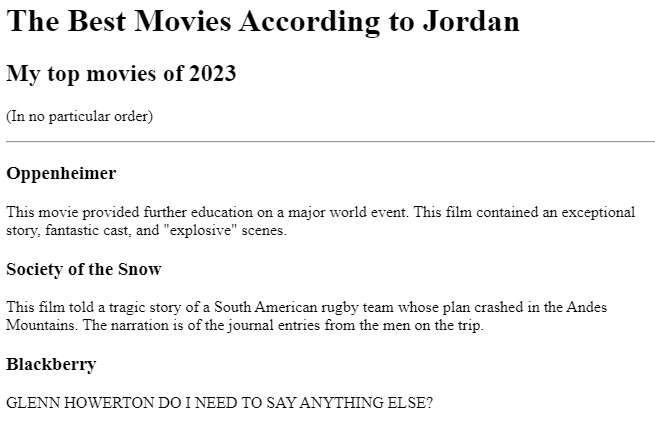 The Best Movies According to Jordan
My top movies of 2023
(In no particular order)
Oppenheimer
This movie provided further education on a major world event. This film contained an exceptional
story, fantastic cast, and "explosive" scenes.
Society of the Snow
This film told a tragic story of a South American rugby team whose plan crashed in the Andes
Mountains. The narration is of the journal entries from the men on the trip.
Blackberry
GLENN HOWERTON DO I NEED TO SAY ANYTHING ELSE?